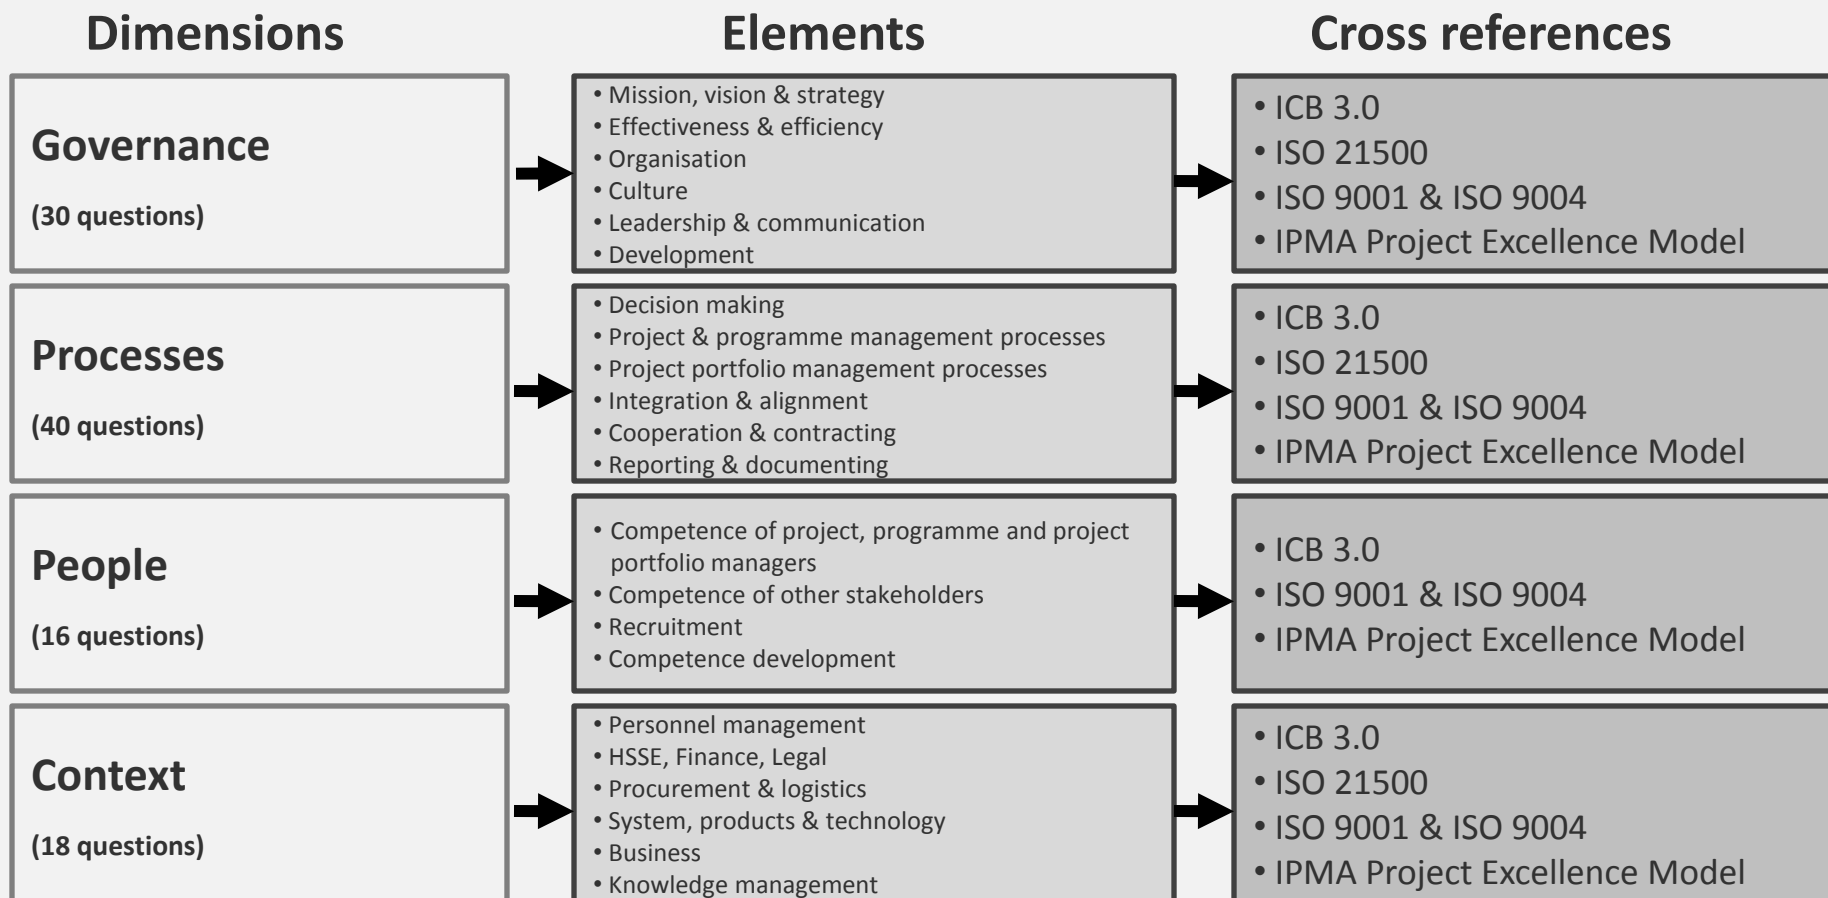 Dimensions
Elements
Cross references
Governance
(30 questions)
• Mission, vision & strategy
• Effectiveness & efficiency
• Organisation
• Culture
• Leadership & communication
• Development
• ICB 3.0
• ISO 21500
• ISO 9001 & ISO 9004
• IPMA Project Excellence Model
Processes
(40 questions)
• Decision making
• Project & programme management processes
• Project portfolio management processes
• Integration & alignment
• Cooperation & contracting
• Reporting & documenting
• ICB 3.0
• ISO 21500
• ISO 9001 & ISO 9004
• IPMA Project Excellence Model
People
(16 questions)
• Competence of project, programme and project
portfolio managers
• Competence of other stakeholders
• Recruitment
• Competence development
• ICB 3.0
• ISO 9001 & ISO 9004
• IPMA Project Excellence Model
Context
(18 questions)
• Personnel management
• HSSE, Finance, Legal
• Procurement & logistics
• System, products & technology
• Business
• Knowledge management
• ICB 3.0
• ISO 21500
• ISO 9001 & ISO 9004
• IPMA Project Excellence Model